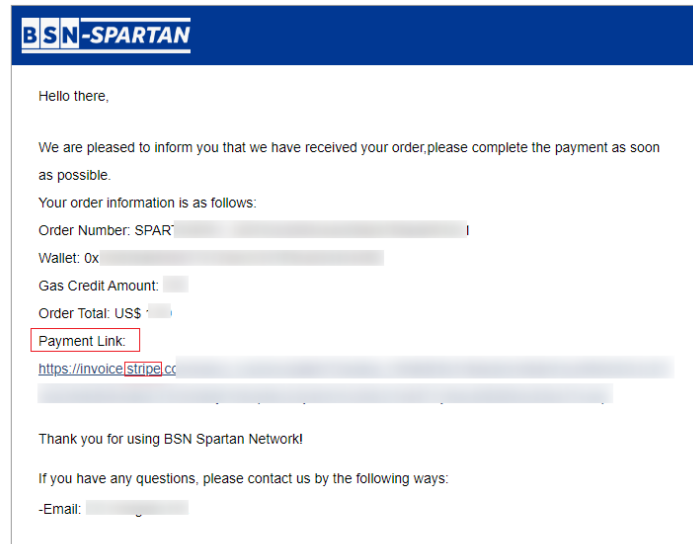 BSN-SPARTAN
Hello there,
We are pleased to inform you that we have received your order,please complete the payment as soon
as possible.
Your order information is as follows:
Order Number: SPAR
Wallet: 0x
Gas Credit Amount:
Order Total: US$
Payment Link:
https://invoice.stripe.co
Thank you for using BSN Spartan Network!
If you have any questions, please contact us by the following ways:
-Email: